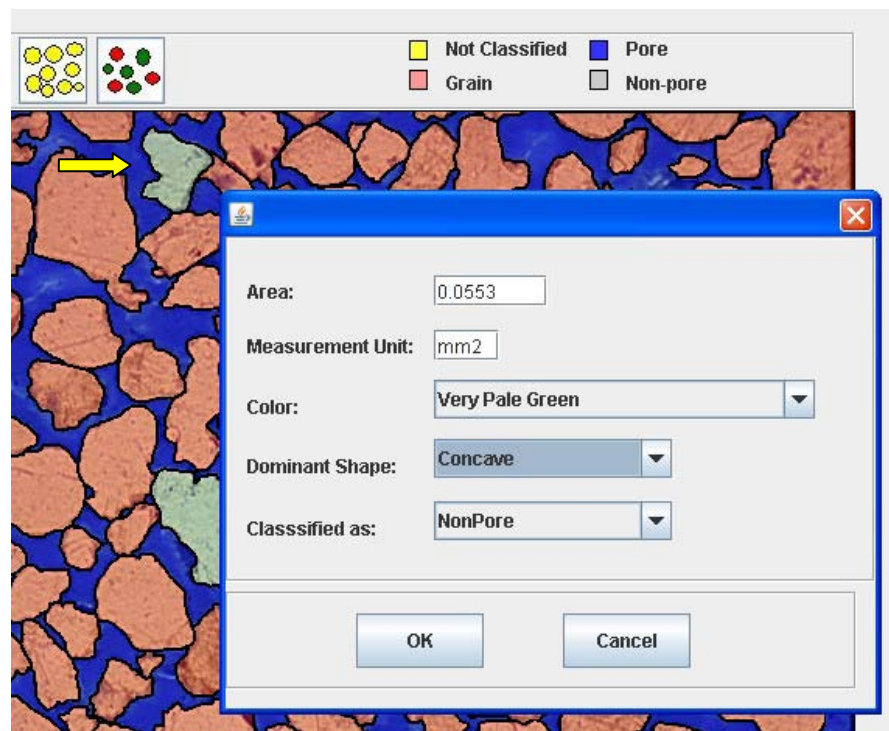 Not Classified Pore
Grain Non-pore
Area: 0.0553
Measurement Unit: mm2
Color: Very Pale Green
Dominant Shape: Concave
Classsified as: NonPore
OK Cancel